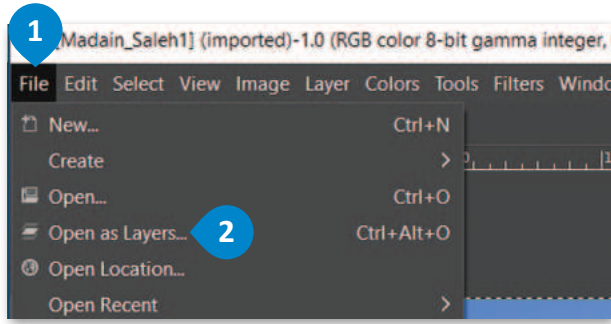 1
[Madain_Saleh1] (imported)-1.0 (RGB color 8-bit gamma integer,
File Edit Select View Image Layer Colors Tools Filters Windo
New... Ctrl+N
Create >
Open... Ctrl+O
Open as Layers... 2 Ctrl+Alt+O
Open Location...
Open Recent >